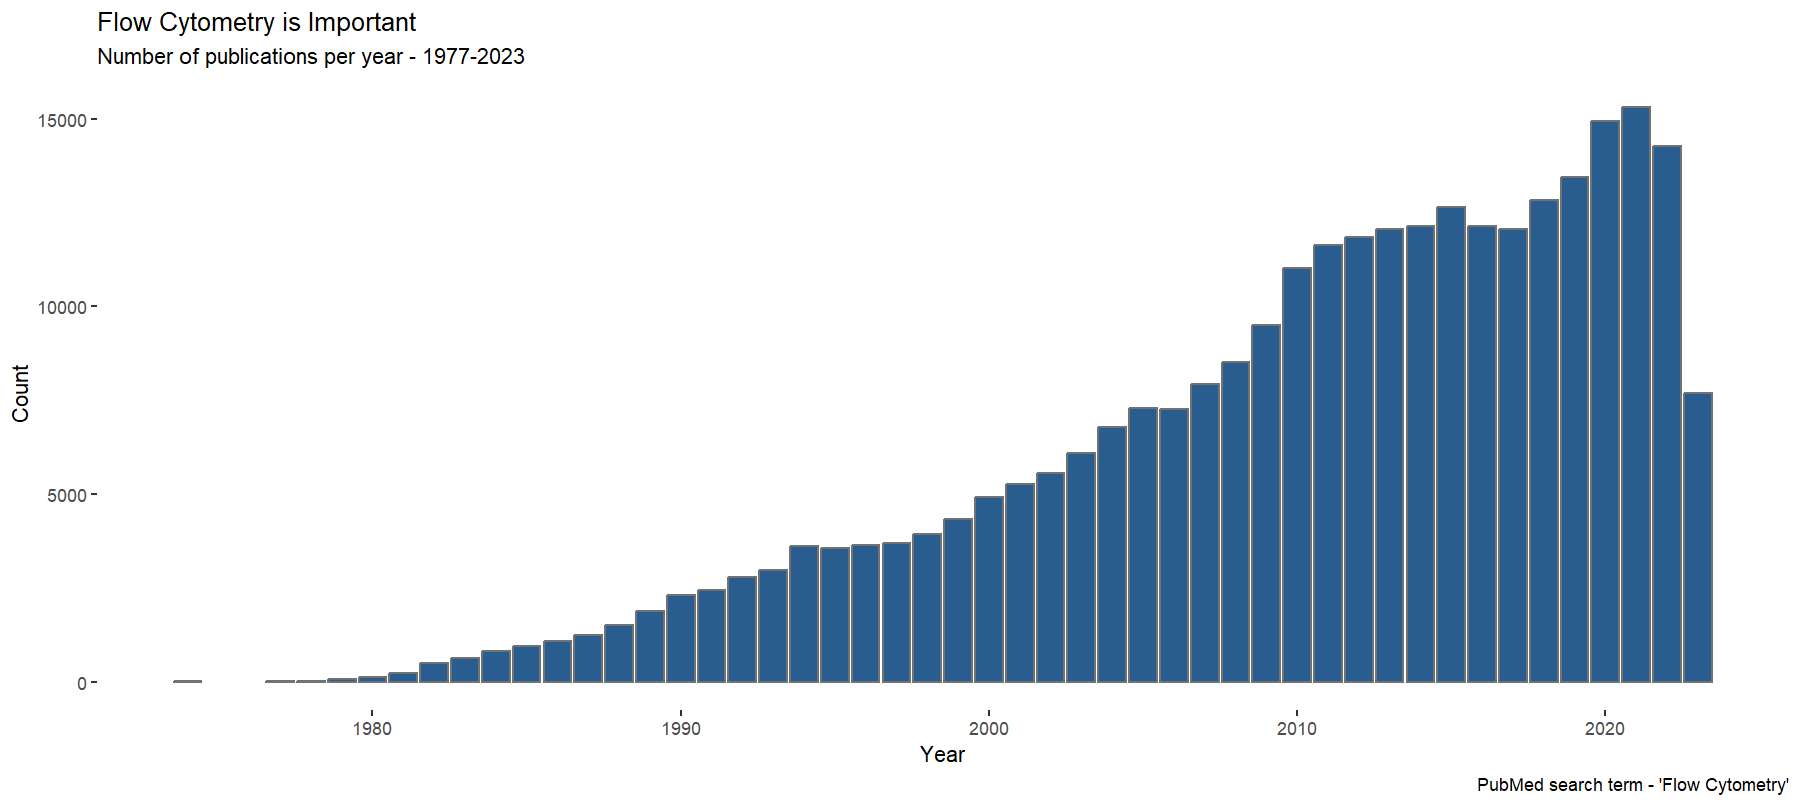 Flow Cytometry is Important
Number of publications per year - 1977-2023
15000
10000
5000
0
Count
1980
1990
2000
2010
2020
Year
PubMed search term - 'Flow Cytometry'